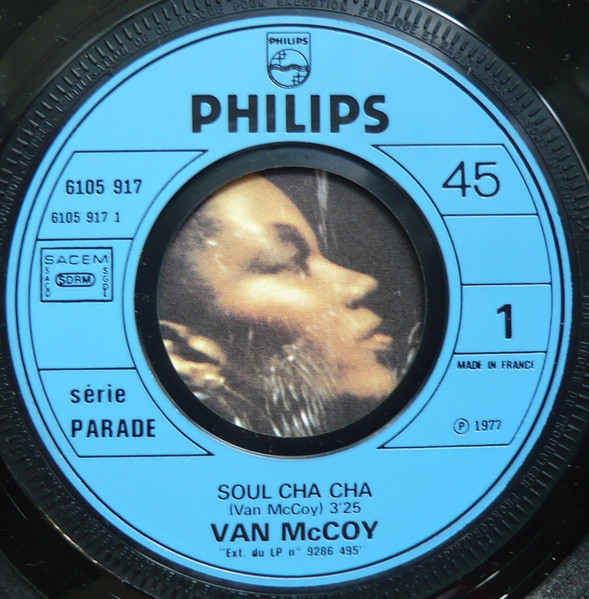 PHILIPS
PHILIPS
6105 917
6105 917 1
45
SACEM
SACD
SDRM
SGDL
1
MADE IN FRANCE
série
PARADE
℗ 1977
SOUL CHA CHA
(Van McCoy) 3'25
VAN McCOY
"Ext. du LP n° 9286 495"